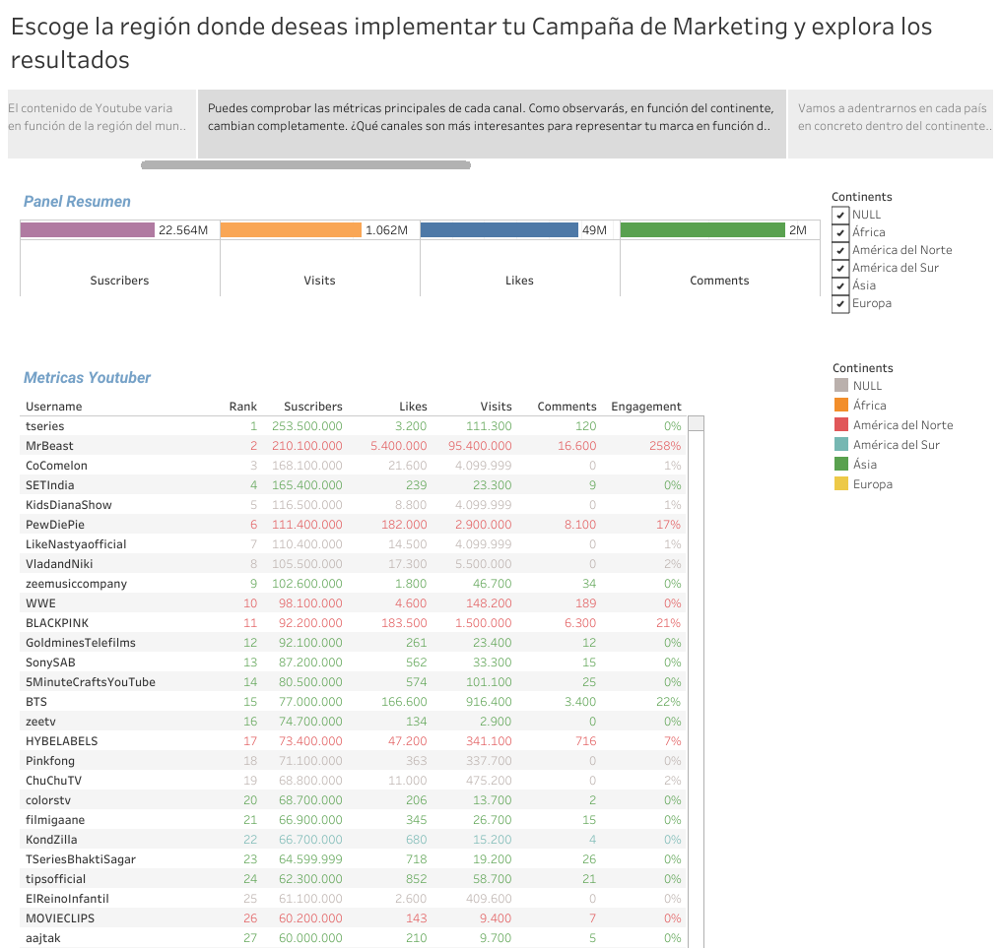 Escoge la región donde deseas implementar tu Campaña de Marketing y explora los
resultados
El contenido de Youtube varia
en función de la región del mun..
Puedes comprobar las métricas principales de cada canal. Como observarás, en función del continente,
cambian completamente. ¿Qué canales son más interesantes para representar tu marca en función d..
Vamos a adentrarnos en cada país
en concreto dentro del continente..
Panel Resumen
22.564M 1.062M 49M 2M
Suscribers Visits Likes Comments
Continents
NULL
África
América del Norte
América del Sur
Ásia
Europa
Metricas Youtuber
Username Rank Suscribers Likes Visits Comments Engagement
tseries 1 253.500.000 3.200 111.300 120 0%
MrBeast 2 210.100.000 5.400.000 95.400.000 16.600 258%
CoComelon 3 168.100.000 21.600 4.099.999 0 1%
SETIndia 4 165.400.000 239 23.300 9 0%
KidsDianaShow 5 116.500.000 8.800 4.099.999 0 1%
PewDiePie 6 111.400.000 182.000 2.900.000 8.100 17%
LikeNastyaofficial 7 110.400.000 14.500 4.099.999 0 1%
VladandNiki 8 105.500.000 17.300 5.500.000 0 2%
zeemusiccompany 9 102.600.000 1.800 46.700 34 0%
WWE 10 98.100.000 4.600 148.200 189 0%
BLACKPINK 11 92.200.000 183.500 1.500.000 6.300 21%
GoldminesTelefilms 12 92.100.000 261 23.400 12 0%
SonySAB 13 87.200.000 562 33.300 15 0%
5MinuteCraftsYouTube 14 80.500.000 574 101.100 25 0%
BTS 15 77.000.000 166.600 916.400 3.400 22%
zeetv 16 74.700.000 134 2.900 0 0%
HYBELABELS 17 73.400.000 47.200 341.100 716 7%
Pinkfong 18 71.100.000 363 337.700 0 0%
ChuChuTV 19 68.800.000 11.000 475.200 0 2%
colorstv 20 68.700.000 206 13.700 2 0%
filmigaane 21 66.900.000 345 26.700 15 0%
KondZilla 22 66.700.000 680 15.200 4 0%
TSeriesBhaktiSagar 23 64.599.999 718 19.200 26 0%
tipsofficial 24 62.300.000 852 58.700 21 0%
ElReinoInfantil 25 61.100.000 2.600 409.600 0 0%
MOVIECLIPS 26 60.200.000 143 9.400 7 0%
aajtak 27 60.000.000 210 9.700 5 0%
Continents
NULL
África
América del Norte
América del Sur
Ásia
Europa